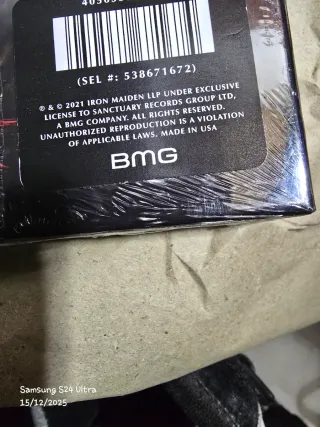 (SEL #: 538671672)
℗ & © 2021 IRON MAIDEN LLP UNDER EXCLUSIVE
LICENSE TO SANCTUARY RECORDS GROUP LTD,
A BMG COMPANY. ALL RIGHTS RESERVED.
UNAUTHORIZED REPRODUCTION IS A VIOLATION
OF APPLICABLE LAWS. MADE IN USA
BMG
Samsung S24 Ultra
15/12/2025